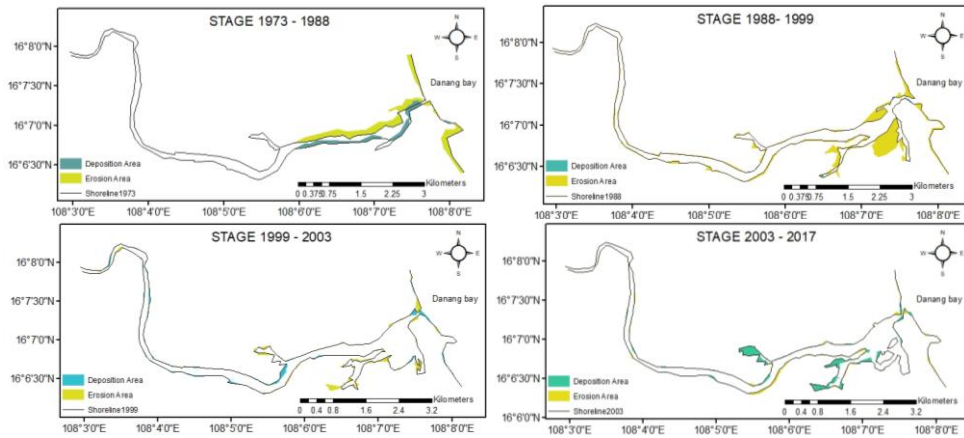 STAGE 1973 - 1988
N
W E
S
16°8'0"N
16°7'30"N
16°7'0"N
16°6'30"N
Danang bay
Deposition Area
Erosion Area
Shoreline1973
Kilometers
0 0.375 0.75 1.5 2.25 3
108°3'E 108°4'0"E 108°5'0"E 108°6'0"E 108°7'0"E 108°8'0"E
STAGE 1988- 1999
N
W E
S
16°8'0"N
16°7'30"N
16°7'0"N
16°6'30"N
Danang bay
Deposition Area
Erosion Area
Shoreline1988
Kilometers
0 0.375 0.75 1.5 2.25 3
108°3'0"E 108°4'0"E 108°5'0"E 108°6'0"E 108°7'0"E 108°8'0"E
STAGE 1999 - 2003
N
W E
S
16°8'0"N
16°7'0"N
16°6'30"N
Danang bay
Deposition Area
Erosion Area
Shoreline1999
Kilometers
0 0.4 0.8 1.6 2.4 3.2
108°3'0"E 108°4'0"E 108°5'0"E 108°6'0"E 108°7'0"E 108°8'0"E
STAGE 2003 - 2017
N
W E
S
16°8'0"N
16°7'30"N
16°7'0"N
16°6'30"N
16°6'0"N
Danang bay
Deposition Area
Erosion Area
Shoreline2003
Kilometers
0 0.4 0.8 1.6 2.4 3.2
108°3'0"E 108°4'0"E 108°5'0"E 108°6'0"E 108°7'0"E 108°8'0"E